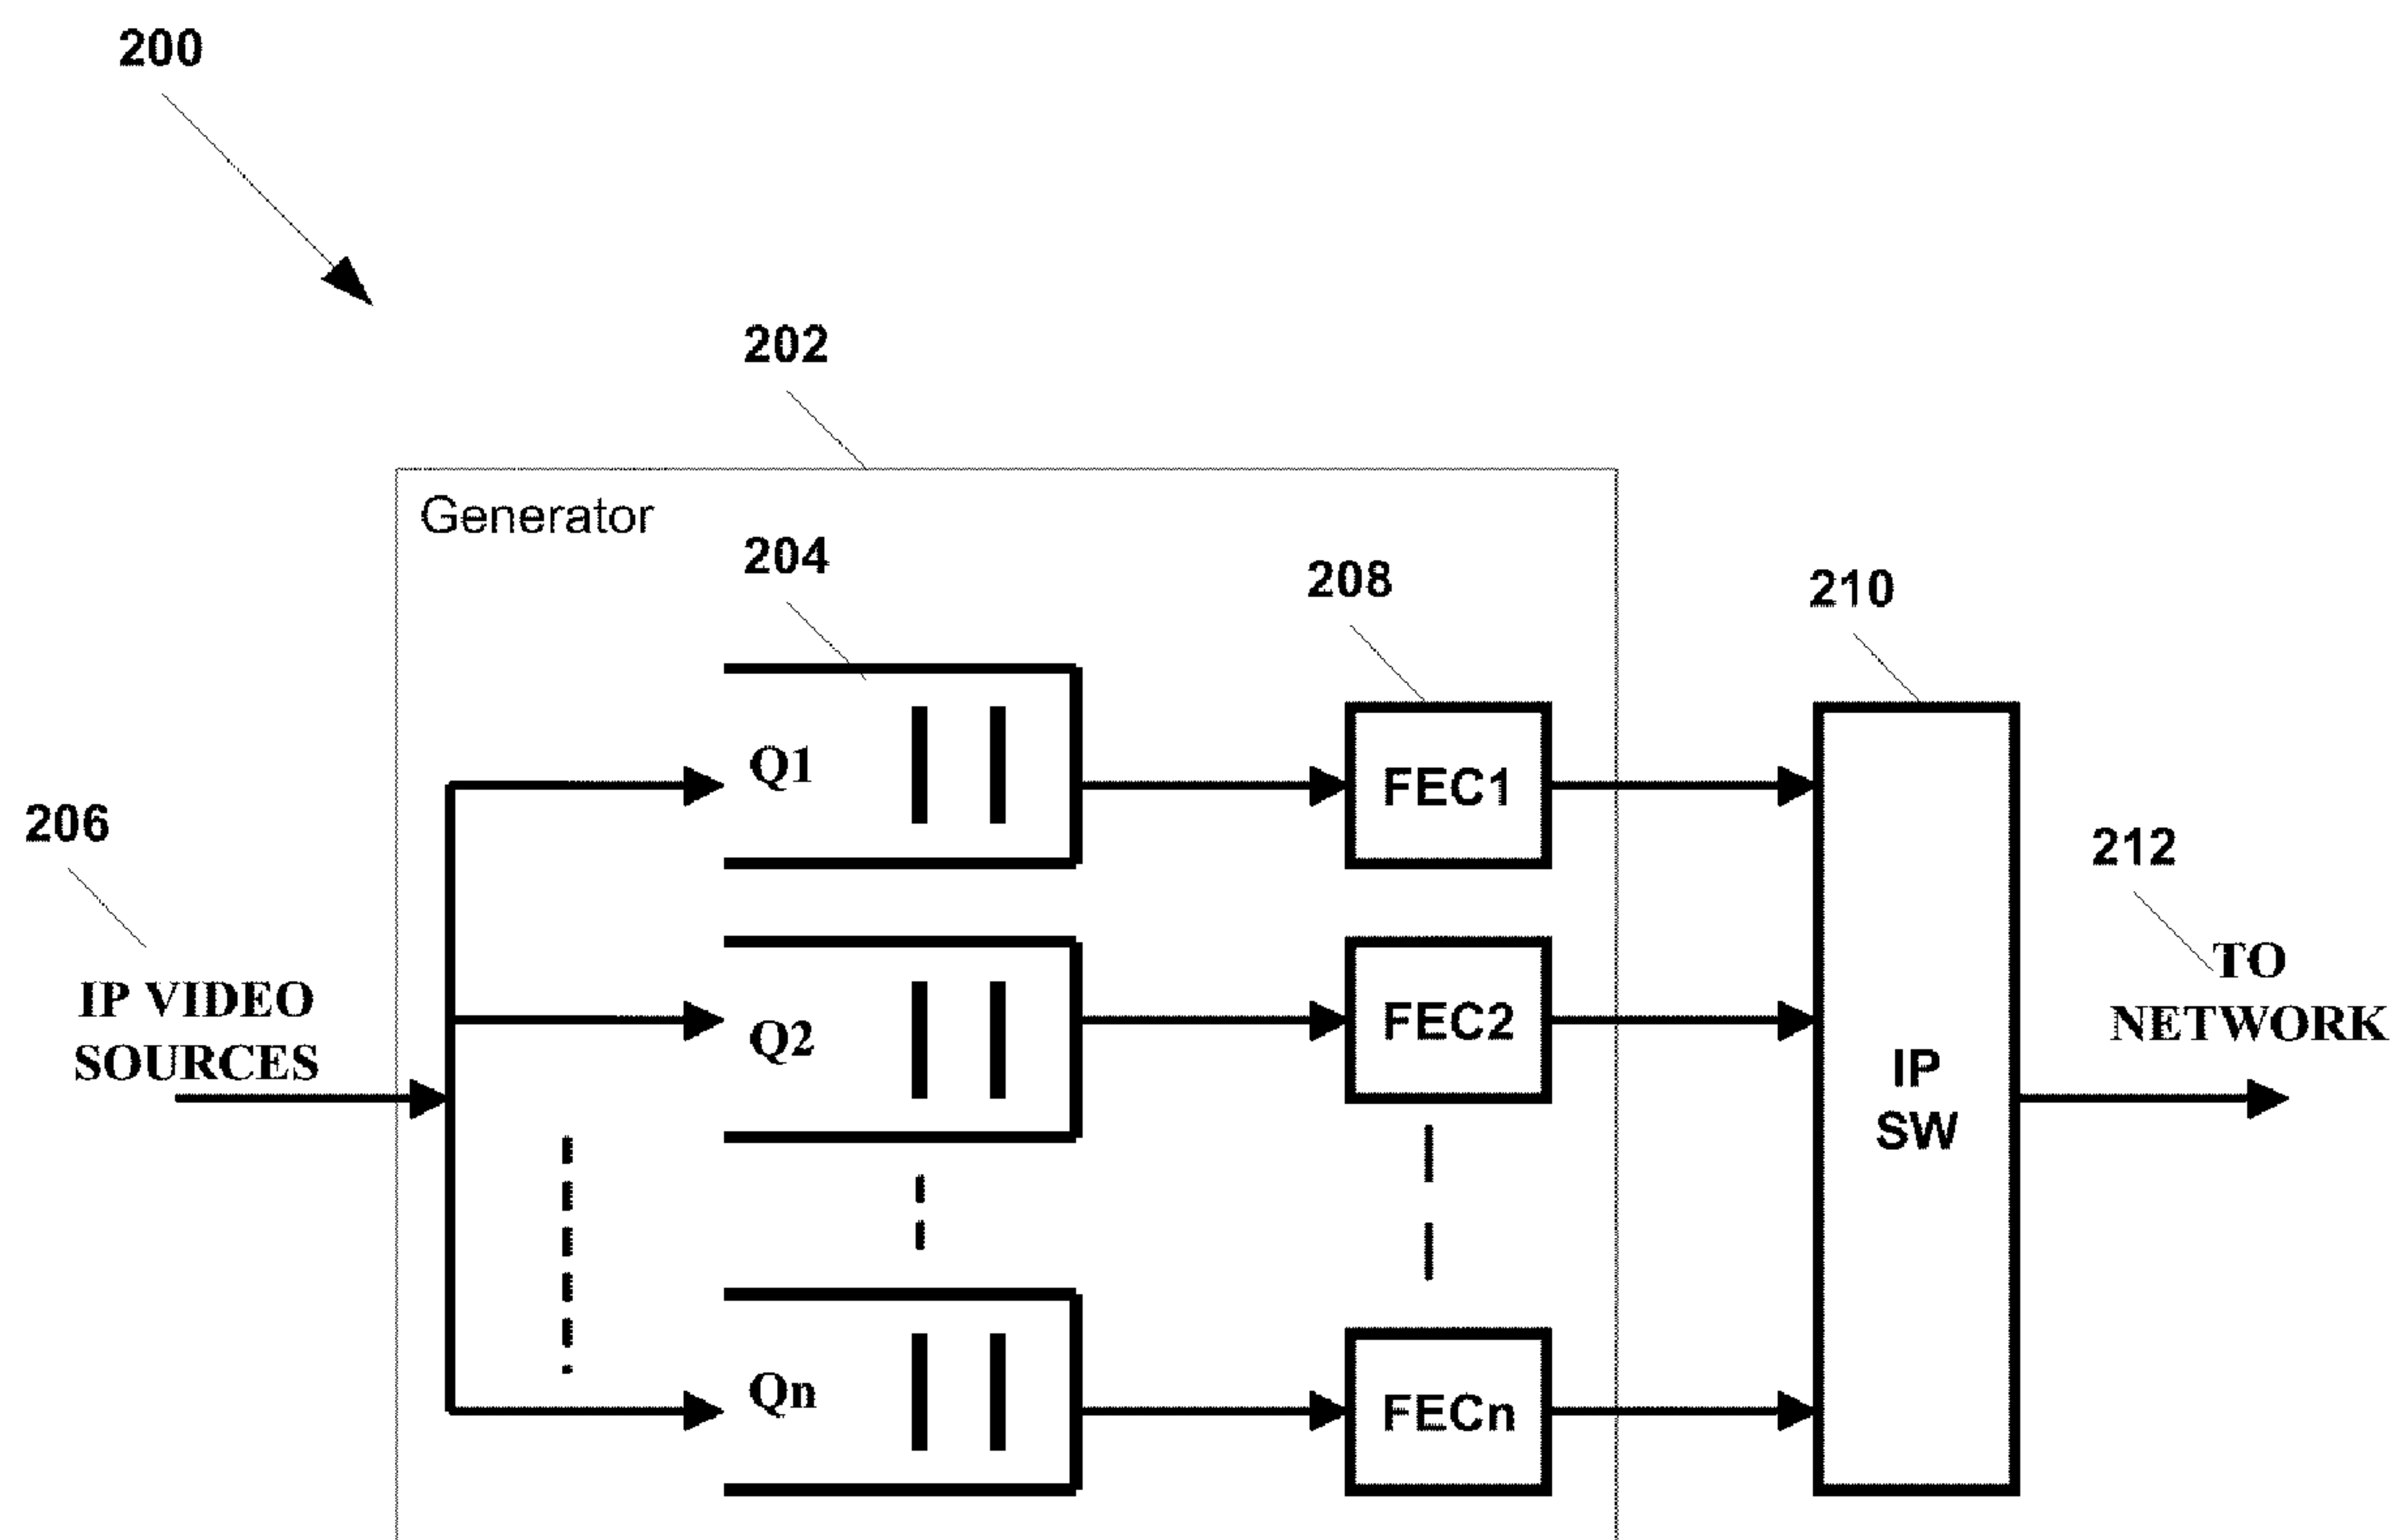 200
202
Generator
204
208
210
Q1
FEC1
206
212
IP VIDEO
SOURCES
TO
NETWORK
Q2
FEC2
IP
SW
Qn
FECn